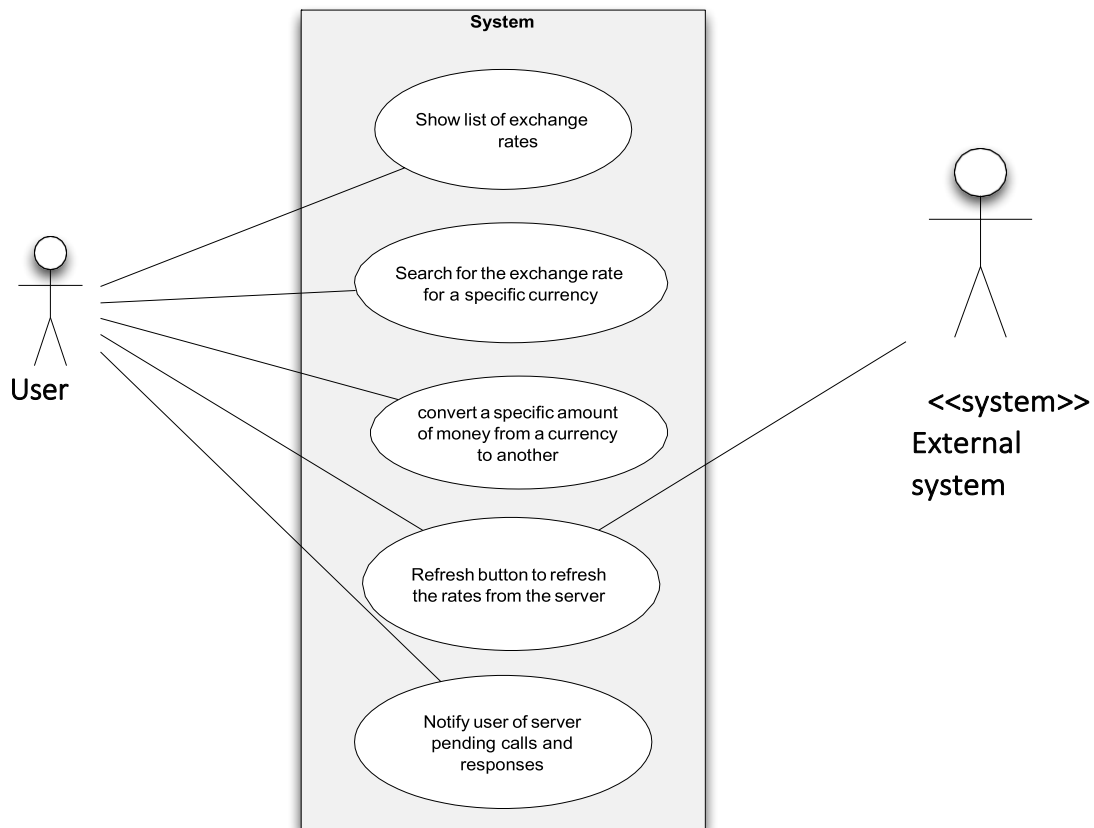 System
Show list of exchange
rates
Search for the exchange rate
for a specific currency
User
convert a specific amount
of money from a currency
to another
<<system>>
External
system
Refresh button to refresh
the rates from the server
Notify user of server
pending calls and
responses